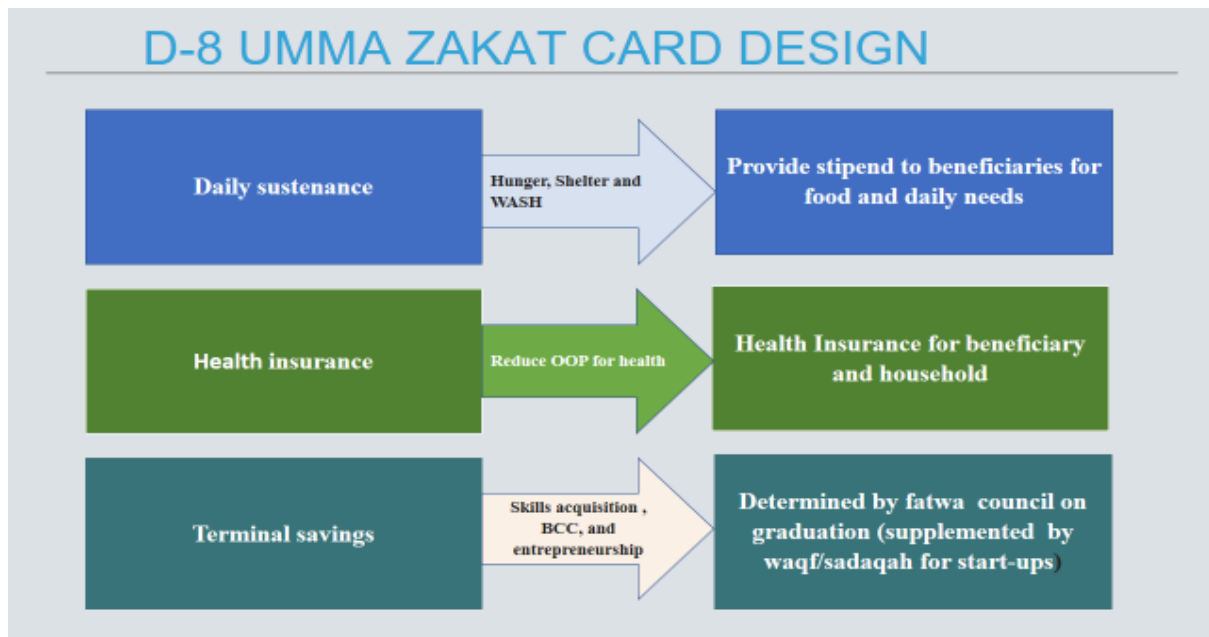 D-8 UMMA ZAKAT CARD DESIGN
Daily sustenance
Hunger, Shelter and
WASH
Provide stipend to beneficiaries for
food and daily needs
Health insurance
Reduce OOP for health
Health Insurance for beneficiary
and household
Terminal savings
Skills acquisition ,
BCC, and
entrepreneurship
Determined by fatwa council on
graduation (supplemented by
waqf/sadaqah for start-ups)